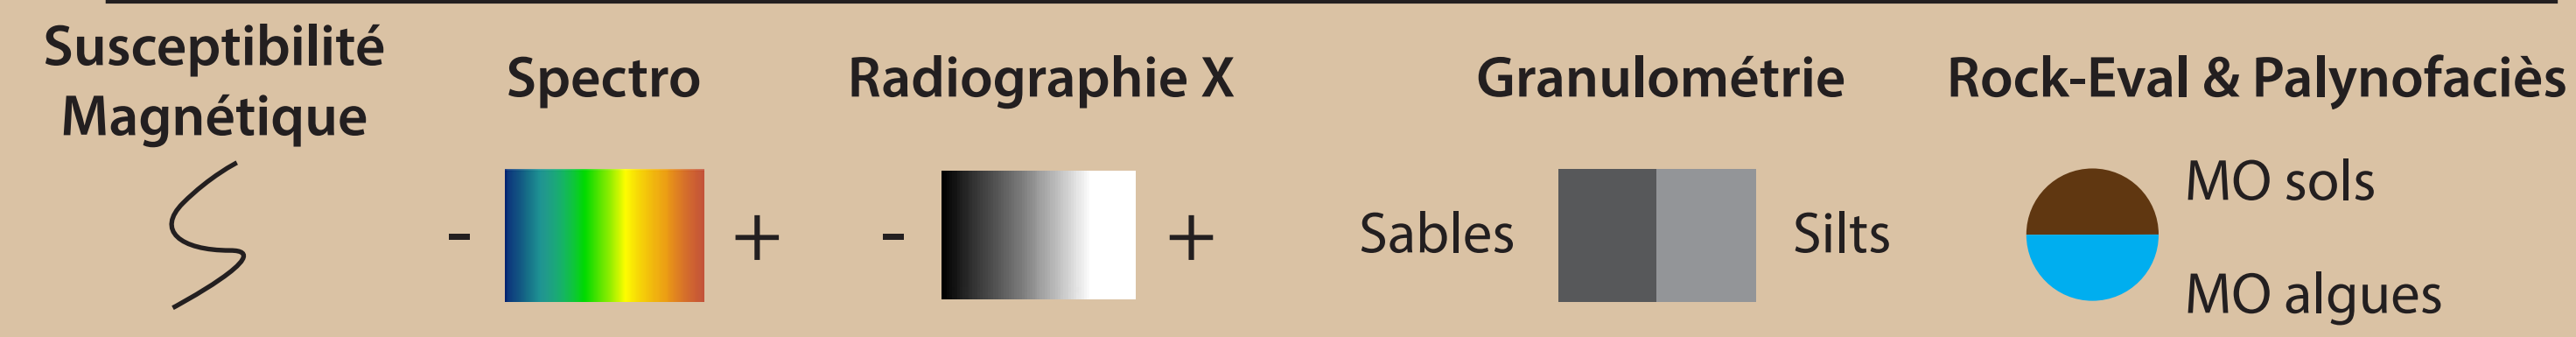 Susceptibilité
Magnétique
Spectro
Radiographie X
Granulométrie
Rock-Eval & Palynofaciès
- +
- +
Sables Silts
MO sols
MO algues